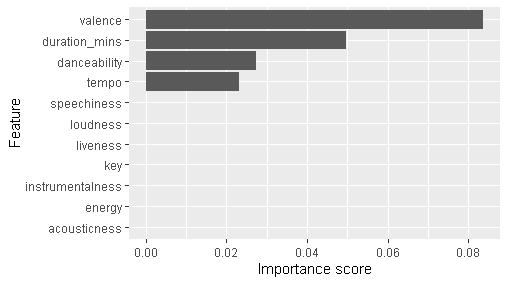 valence
duration_mins
danceability
tempo
speechiness
loudness
liveness
key
instrumentalness
energy
acousticness
Feature
0.00 0.02 0.04 0.06 0.08
Importance score